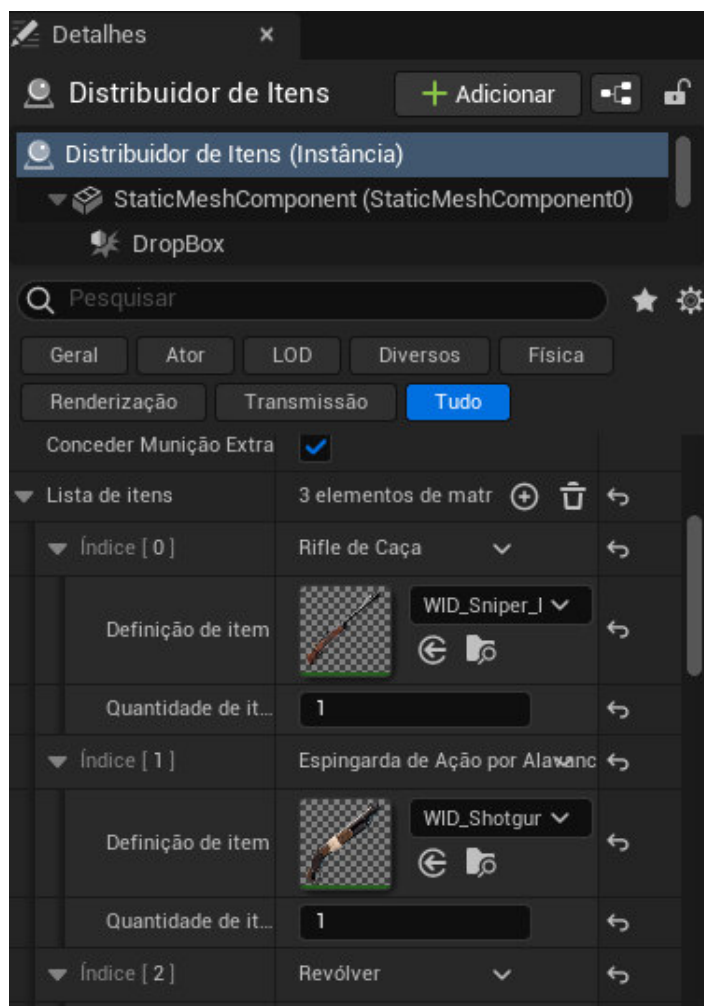 Detalhes
Distribuidor de Itens
Adicionar
Distribuidor de Itens (Instância)
StaticMeshComponent (StaticMeshComponent0)
DropBox
Pesquisar
Geral Ator LOD Diversos Física
Renderização Transmissão Tudo
Conceder Munição Extra
Lista de itens 3 elementos de matr
Índice [ 0 ] Rifle de Caça
Definição de item WID_Sniper_
Quantidade de it... 1
Índice [ 1 ] Espingarda de Ação por Alavanc
Definição de item WID_Shotgur
Quantidade de it... 1
Índice [ 2 ] Revólver